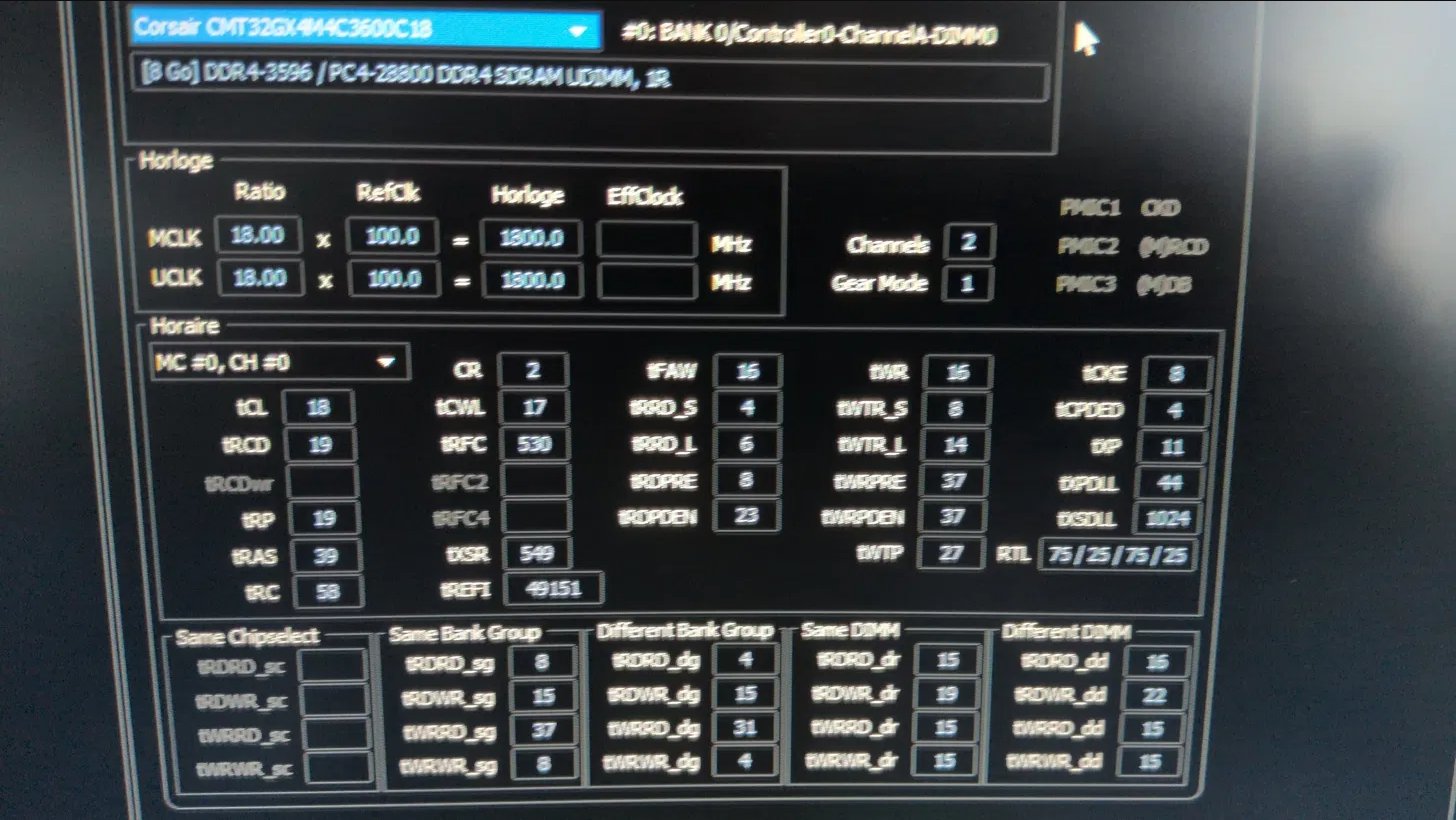 Corsair CMT32GX4M4C3600C18 #0: BANK 0/Controller0-ChannelA-DIMM0
[8 Go] DDR4-3596 / PC4-28800 DDR4 SDRAM UDIMM, 1R
Horloge
Ratio RefClk Horloge EffClock
MCLK 18.00 x 100.0 = 1800.0 MHz
UCLK 18.00 x 100.0 = 1800.0 MHz
Channels 2
Gear Mode 1
PMIC1 CKD
PMIC2 (M)RCD
PMIC3 (M)DB
Horaire
MC #0, CH #0 CR 2 tFAW 16 tWR 16 tCKE 8
tCL 18 tCWL 17 tRRD_S 4 tWTR_S 8 tCPDED 4
tRCD 19 tRFC 530 tRRD_L 6 tWTR_L 14 tXP 11
tRCDwr tRFC2 tRDPRE 8 tWRPRE 37 tXPDLL 44
tRP 19 tRFC4 tRDPDEN 23 tWRPDEN 37 tXSDLL 1024
tRAS 39 tXSR 549 tWTP 27 RTL 75 / 25 / 75 / 25
tRC 58 tREFI 49151
Same Chipselect Same Bank Group Different Bank Group Same DIMM Different DIMM
tRDRD_sc tRDRD_sg 8 tRDRD_dg 4 tRDRD_dr 15 tRDRD_dd 16
tRDWR_sc tRDWR_sg 15 tRDWR_dg 15 tRDWR_dr 19 tRDWR_dd 22
tWRRD_sc tWRRD_sg 37 tWRRD_dg 31 tWRRD_dr 15 tWRRD_dd 15
tWRWR_sc tWRWR_sg 8 tWRWR_dg 4 tWRWR_dr 15 tWRWR_dd 15